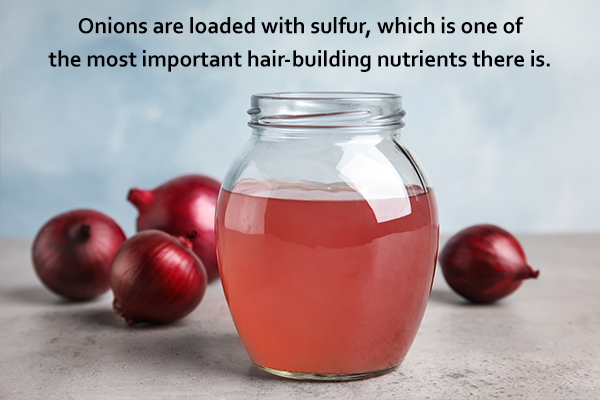 Onions are loaded with sulfur, which is one of
the most important hair-building nutrients there is.